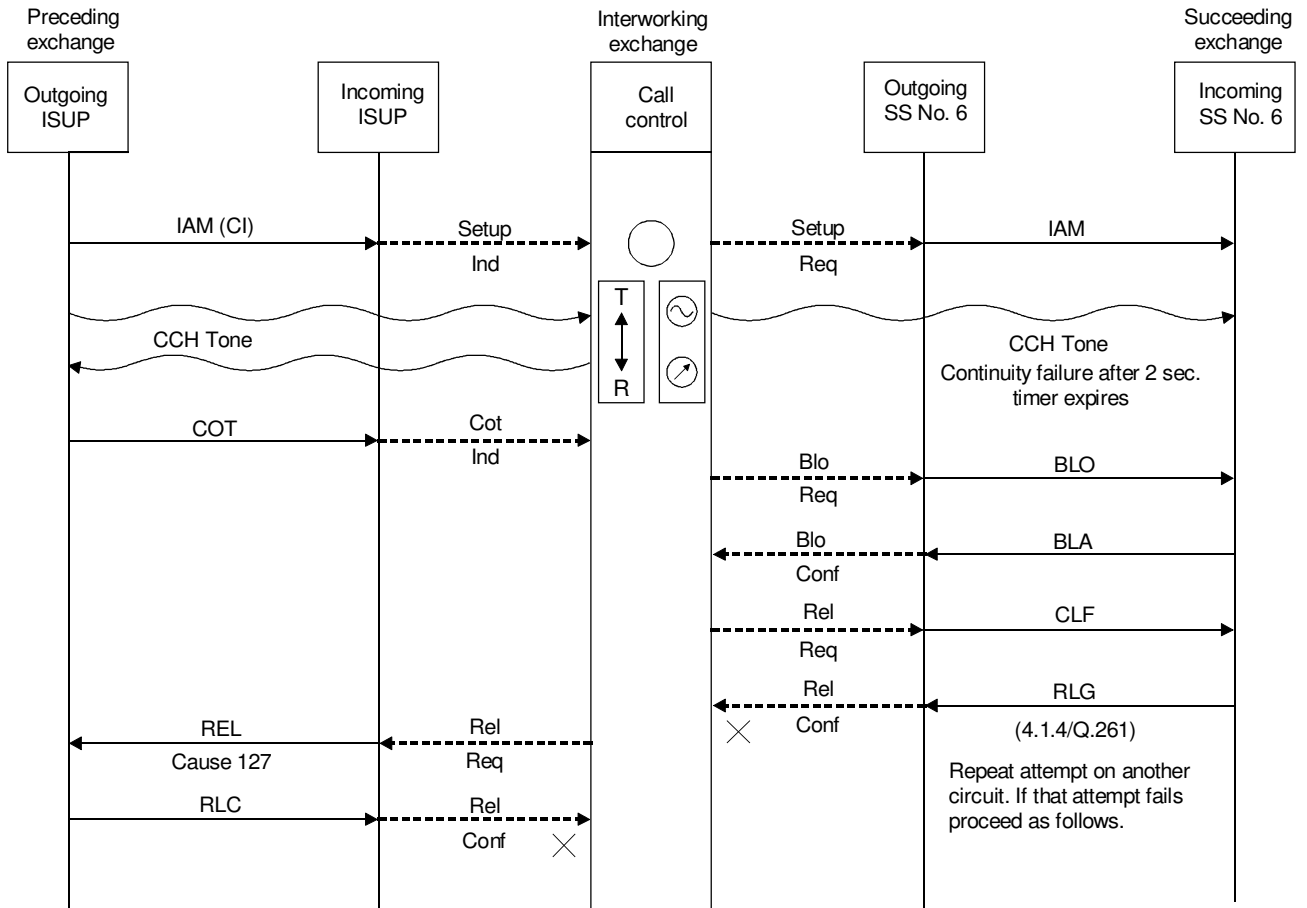 Preceding
exchange
Interworking
exchange
Succeeding
exchange
Outgoing
ISUP
Incoming
ISUP
Call
control
Outgoing
SS No. 6
Incoming
SS No. 6
IAM (CI)
Setup
Ind
Setup
Req
IAM
T
R
CCH Tone
CCH Tone
Continuity failure after 2 sec.
timer expires
COT
Cot
Ind
Blo
Req
BLO
Blo
Conf
BLA
Rel
Req
CLF
Rel
Conf
RLG
(4.1.4/Q.261)
REL
Cause 127
Rel
Req
Repeat attempt on another
circuit. If that attempt fails
proceed as follows.
RLC
Rel
Conf